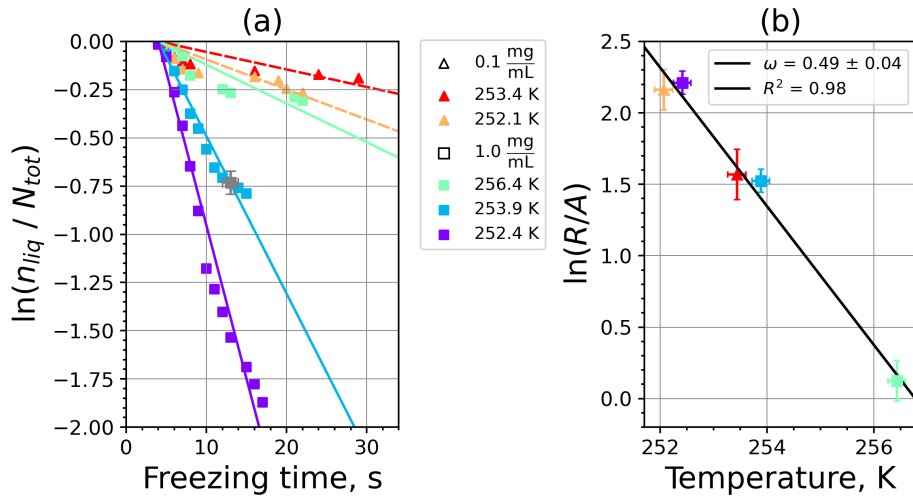 (a)
ln(n_liq / N_tot)
0.00
−0.25
−0.50
−0.75
−1.00
−1.25
−1.50
−1.75
−2.00
0 10 20 30
Freezing time, s
0.1 mg/mL
253.4 K
252.1 K
1.0 mg/mL
256.4 K
253.9 K
252.4 K
(b)
ln(R/A)
2.5
2.0
1.5
1.0
0.5
0.0
252 254 256
Temperature, K
ω = 0.49 ± 0.04
R² = 0.98